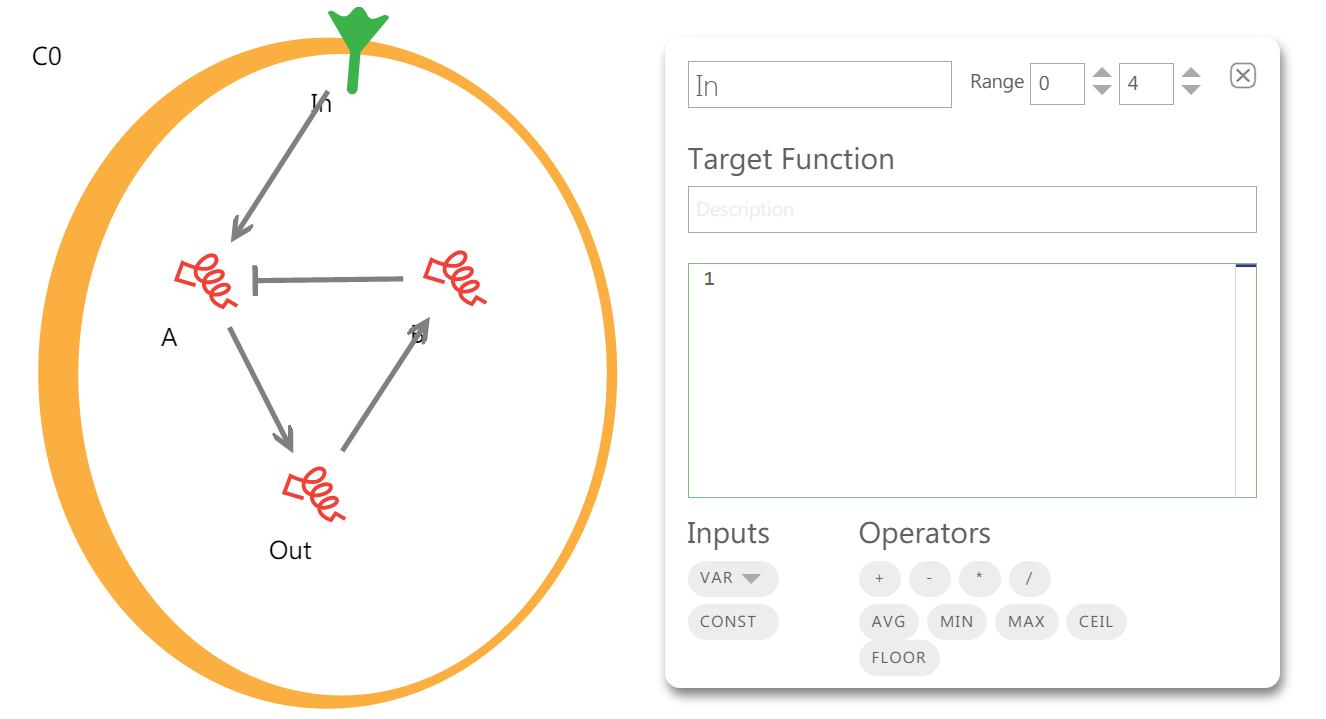 C0
In
A
B
Out
In
Range 0 4
Target Function
Description
1
Inputs
Operators
VAR
+ - * /
CONST
AVG MIN MAX CEIL
FLOOR